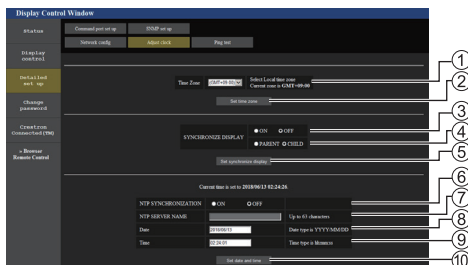 Display Control Window
Status
Command port set up
SNMP set up
Network config
Adjust clock
Ping test
Display
control
Detailed
set up
Change
password
Crestron
Connected(TM)
» Browser
Remote Control
Time Zone
(GMT+09:00)
Select Local time
zone
Current zone is GMT+09:00
Set time zone
SYNCHRONIZE DISPLAY
ON OFF
PARENT CHILD
Set synchronize display
Current time is set to 2018/06/13 02:24:26
NTP SYNCHRONIZATION
ON OFF
NTP SERVER NAME
Up to 63 characters
Date
2018/06/13
Date type is YYYY/MM/DD
Time
02:24:01
Time type is hh:mm:ss
Set date and time
1
2
3
4
5
6
7
8
9
10